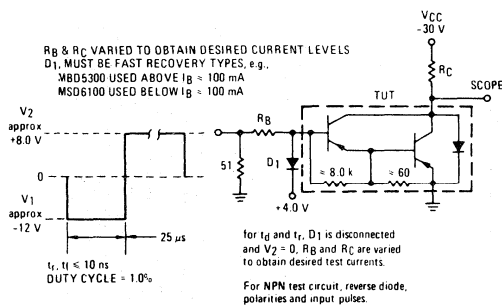 VCC
-30 V
RB & RC VARIED TO OBTAIN DESIRED CURRENT LEVELS
D1, MUST BE FAST RECOVERY TYPES, e.g.,
MBD5300 USED ABOVE IB ≈ 100 mA
MSD6100 USED BELOW IB ≈ 100 mA
RC
SCOPE
TUT
V2
approx
+8.0 V
RB
51
D1
≈ 8.0 k
≈ 60
0
+4.0 V
V1
approx
-12 V
25 µs
for td and tr, D1 is disconnected
and V2 = 0, RB and RC are varied
to obtain desired test currents.
tr, tf ≤ 10 ns
DUTY CYCLE = 1.0%
For NPN test circuit, reverse diode,
polarities and input pulses.